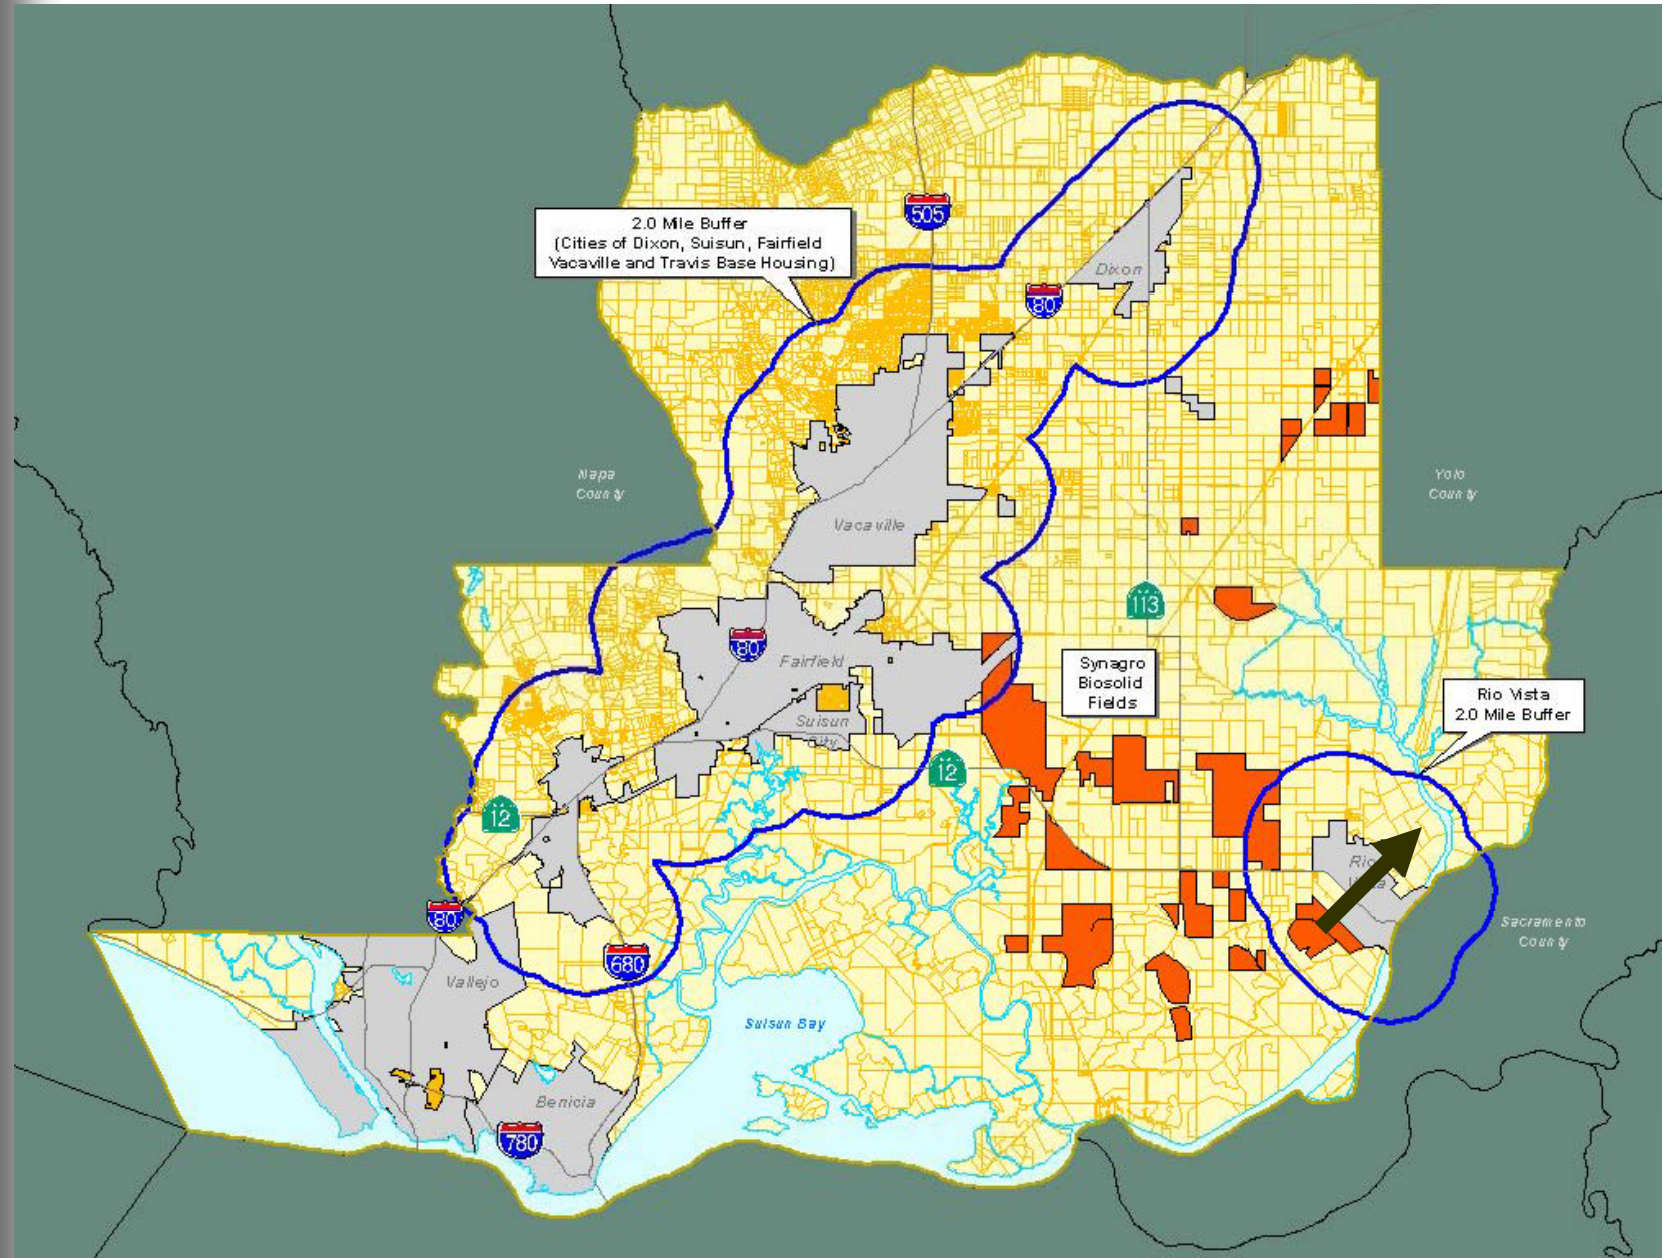 505
2.0 Mile Buffer
(Cities of Dixon, Suisun, Fairfield
Vacaville and Travis Base Housing)
Dixon
80
Napa
County
Yolo
County
Vacaville
113
80
Fairfield
Synagro
Biosolid
Fields
Rio Vista
2.0 Mile Buffer
Suisun
City
12
12
Rio
Vista
80
Sacramento
County
680
Vallejo
Suisun Bay
Benicia
780